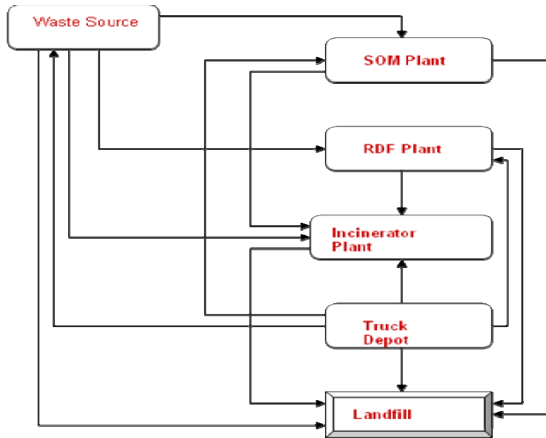 Waste Source
SOM Plant
RDF Plant
Incinerator
Plant
Truck
Depot
Landfill